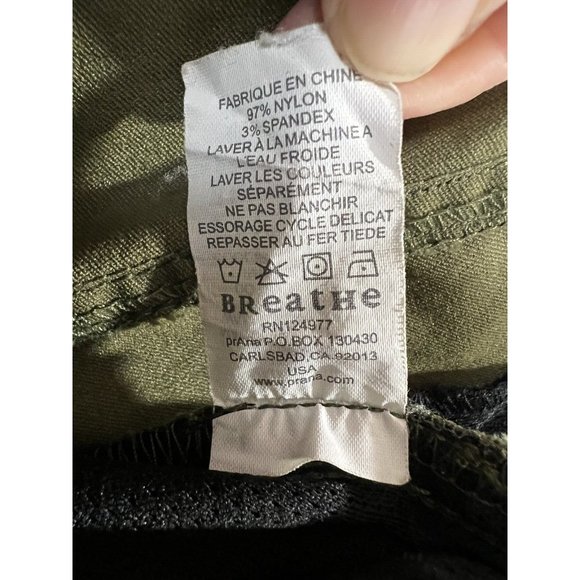 FABRIQUE EN CHINE
97% NYLON
3% SPANDEX
LAVER À LA MACHINE A
L'EAU FROIDE
LAVER LES COULEURS
SÉPARÉMENT
NE PAS BLANCHIR
ESSORAGE CYCLE DELICAT
REPASSER AU FER TIEDE
BReatHe
RN124977
prAna P.O.BOX 130430
CARLSBAD, CA 92013
USA
www.prana.com